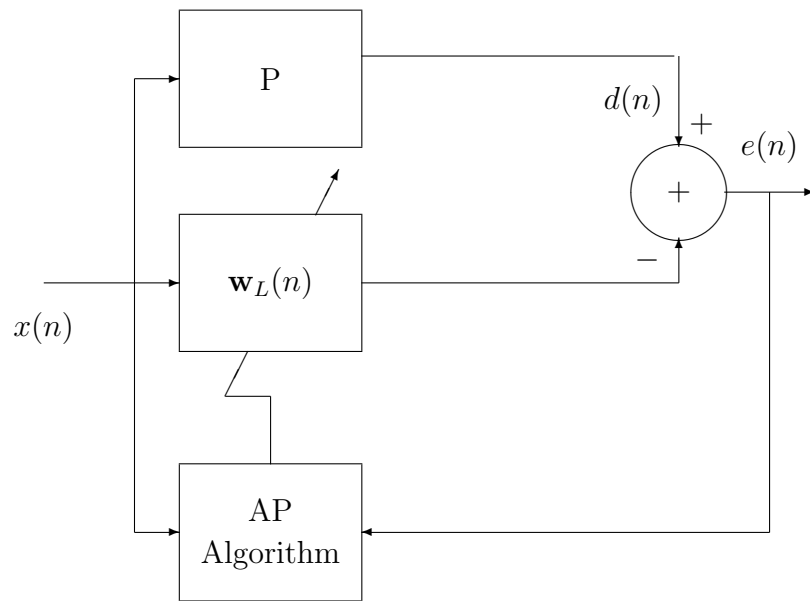 P
d(n)
+
e(n)
+
−
w_L(n)
x(n)
AP
Algorithm